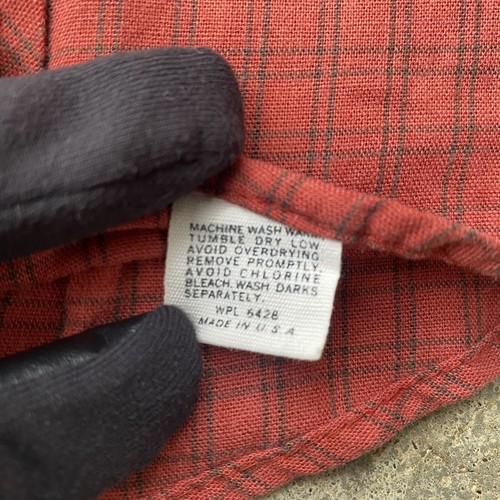 MACHINE WASH WARM
TUMBLE DRY LOW
AVOID OVERDRYING
REMOVE PROMPTLY.
AVOID CHLORINE
BLEACH. WASH DARKS
SEPARATELY.
WPL 6428
MADE IN U.S.A